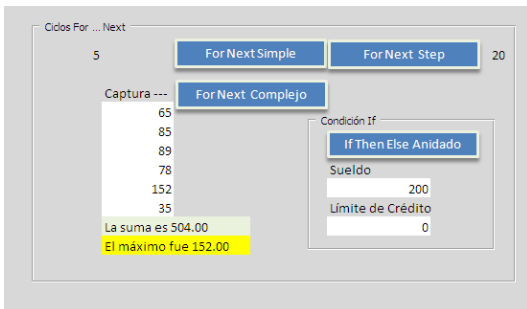 Ciclos For ... Next
5
For Next Simple
For Next Step
20
Captura ---
For Next Complejo
65
85
89
78
152
35
La suma es 504.00
El máximo fue 152.00
Condición If
If Then Else Anidado
Sueldo
200
Límite de Crédito
0